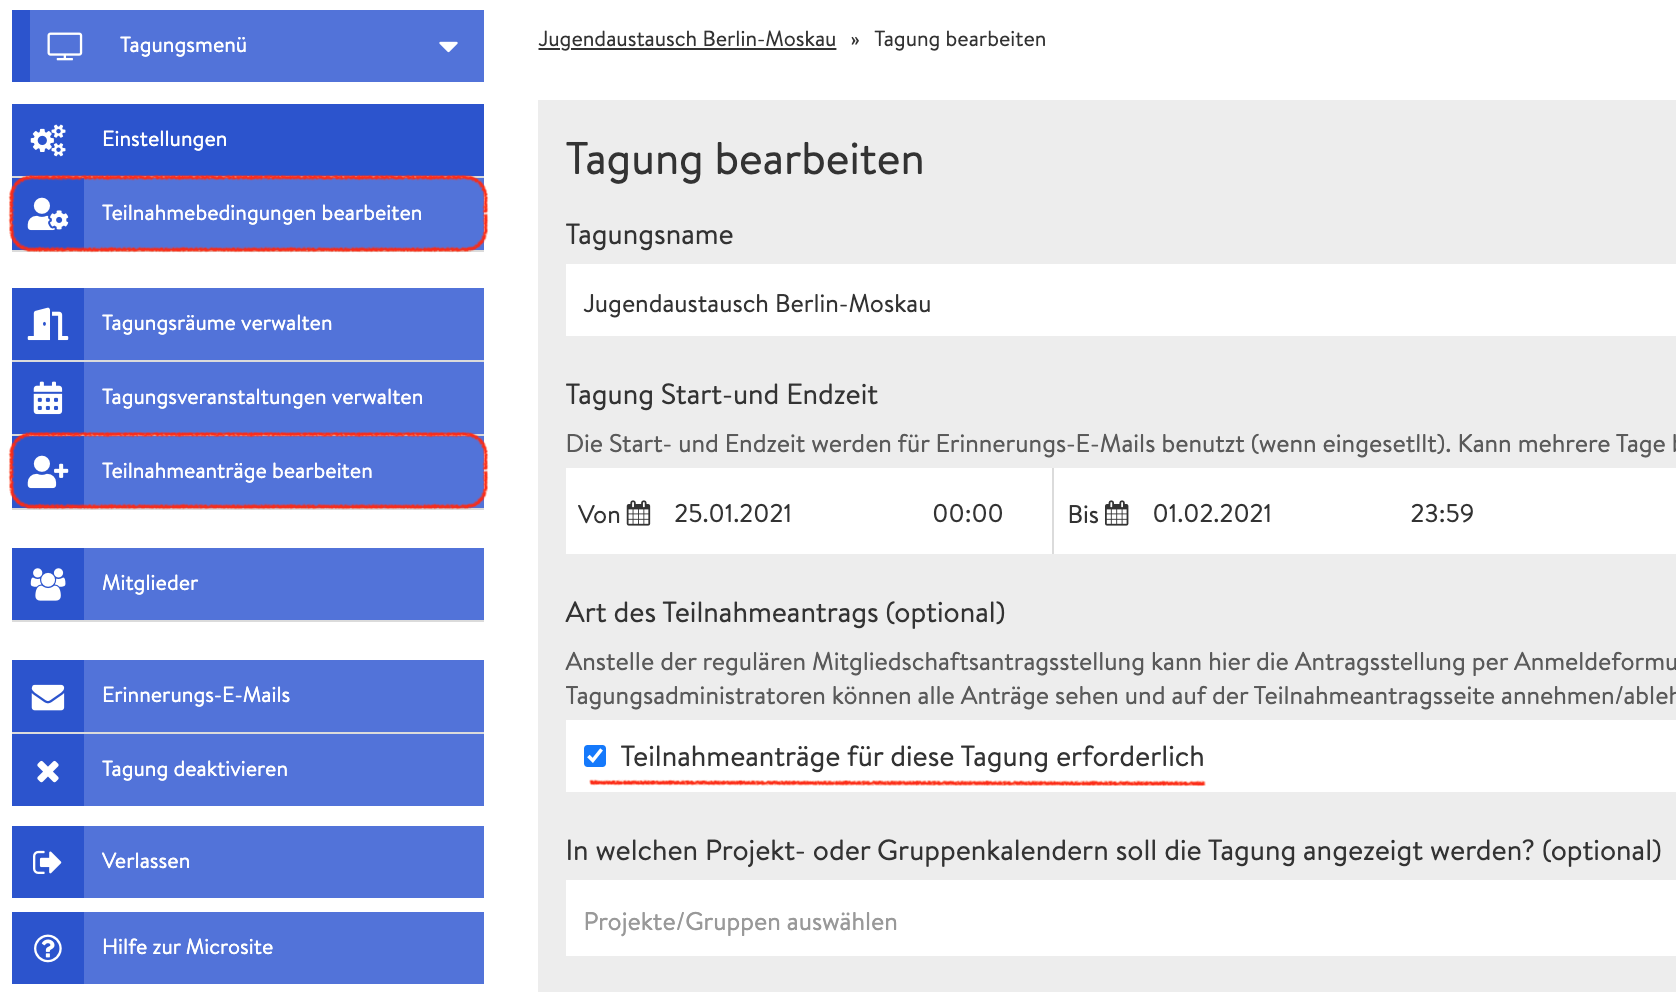 Tagungsmenü
Einstellungen
Teilnahmebedingungen bearbeiten
Tagungsräume verwalten
Tagungsveranstaltungen verwalten
Teilnahmeanträge bearbeiten
Mitglieder
Erinnerungs-E-Mails
Tagung deaktivieren
Verlassen
Hilfe zur Microsite
Jugendaustausch Berlin-Moskau » Tagung bearbeiten
Tagung bearbeiten
Tagungsname
Jugendaustausch Berlin-Moskau
Tagung Start-und Endzeit
Die Start- und Endzeit werden für Erinnerungs-E-Mails benutzt (wenn eingesetllt). Kann mehrere Tage
Von 25.01.2021 00:00 Bis 01.02.2021 23:59
Art des Teilnahmeantrags (optional)
Anstelle der regulären Mitgliedschaftsantragsstellung kann hier die Antragsstellung per Anmeldeformu
Tagungsadministratoren können alle Anträge sehen und auf der Teilnahmeantragsseite annehmen/ableh
Teilnahmeanträge für diese Tagung erforderlich
In welchen Projekt- oder Gruppenkalendern soll die Tagung angezeigt werden? (optional)
Projekte/Gruppen auswählen